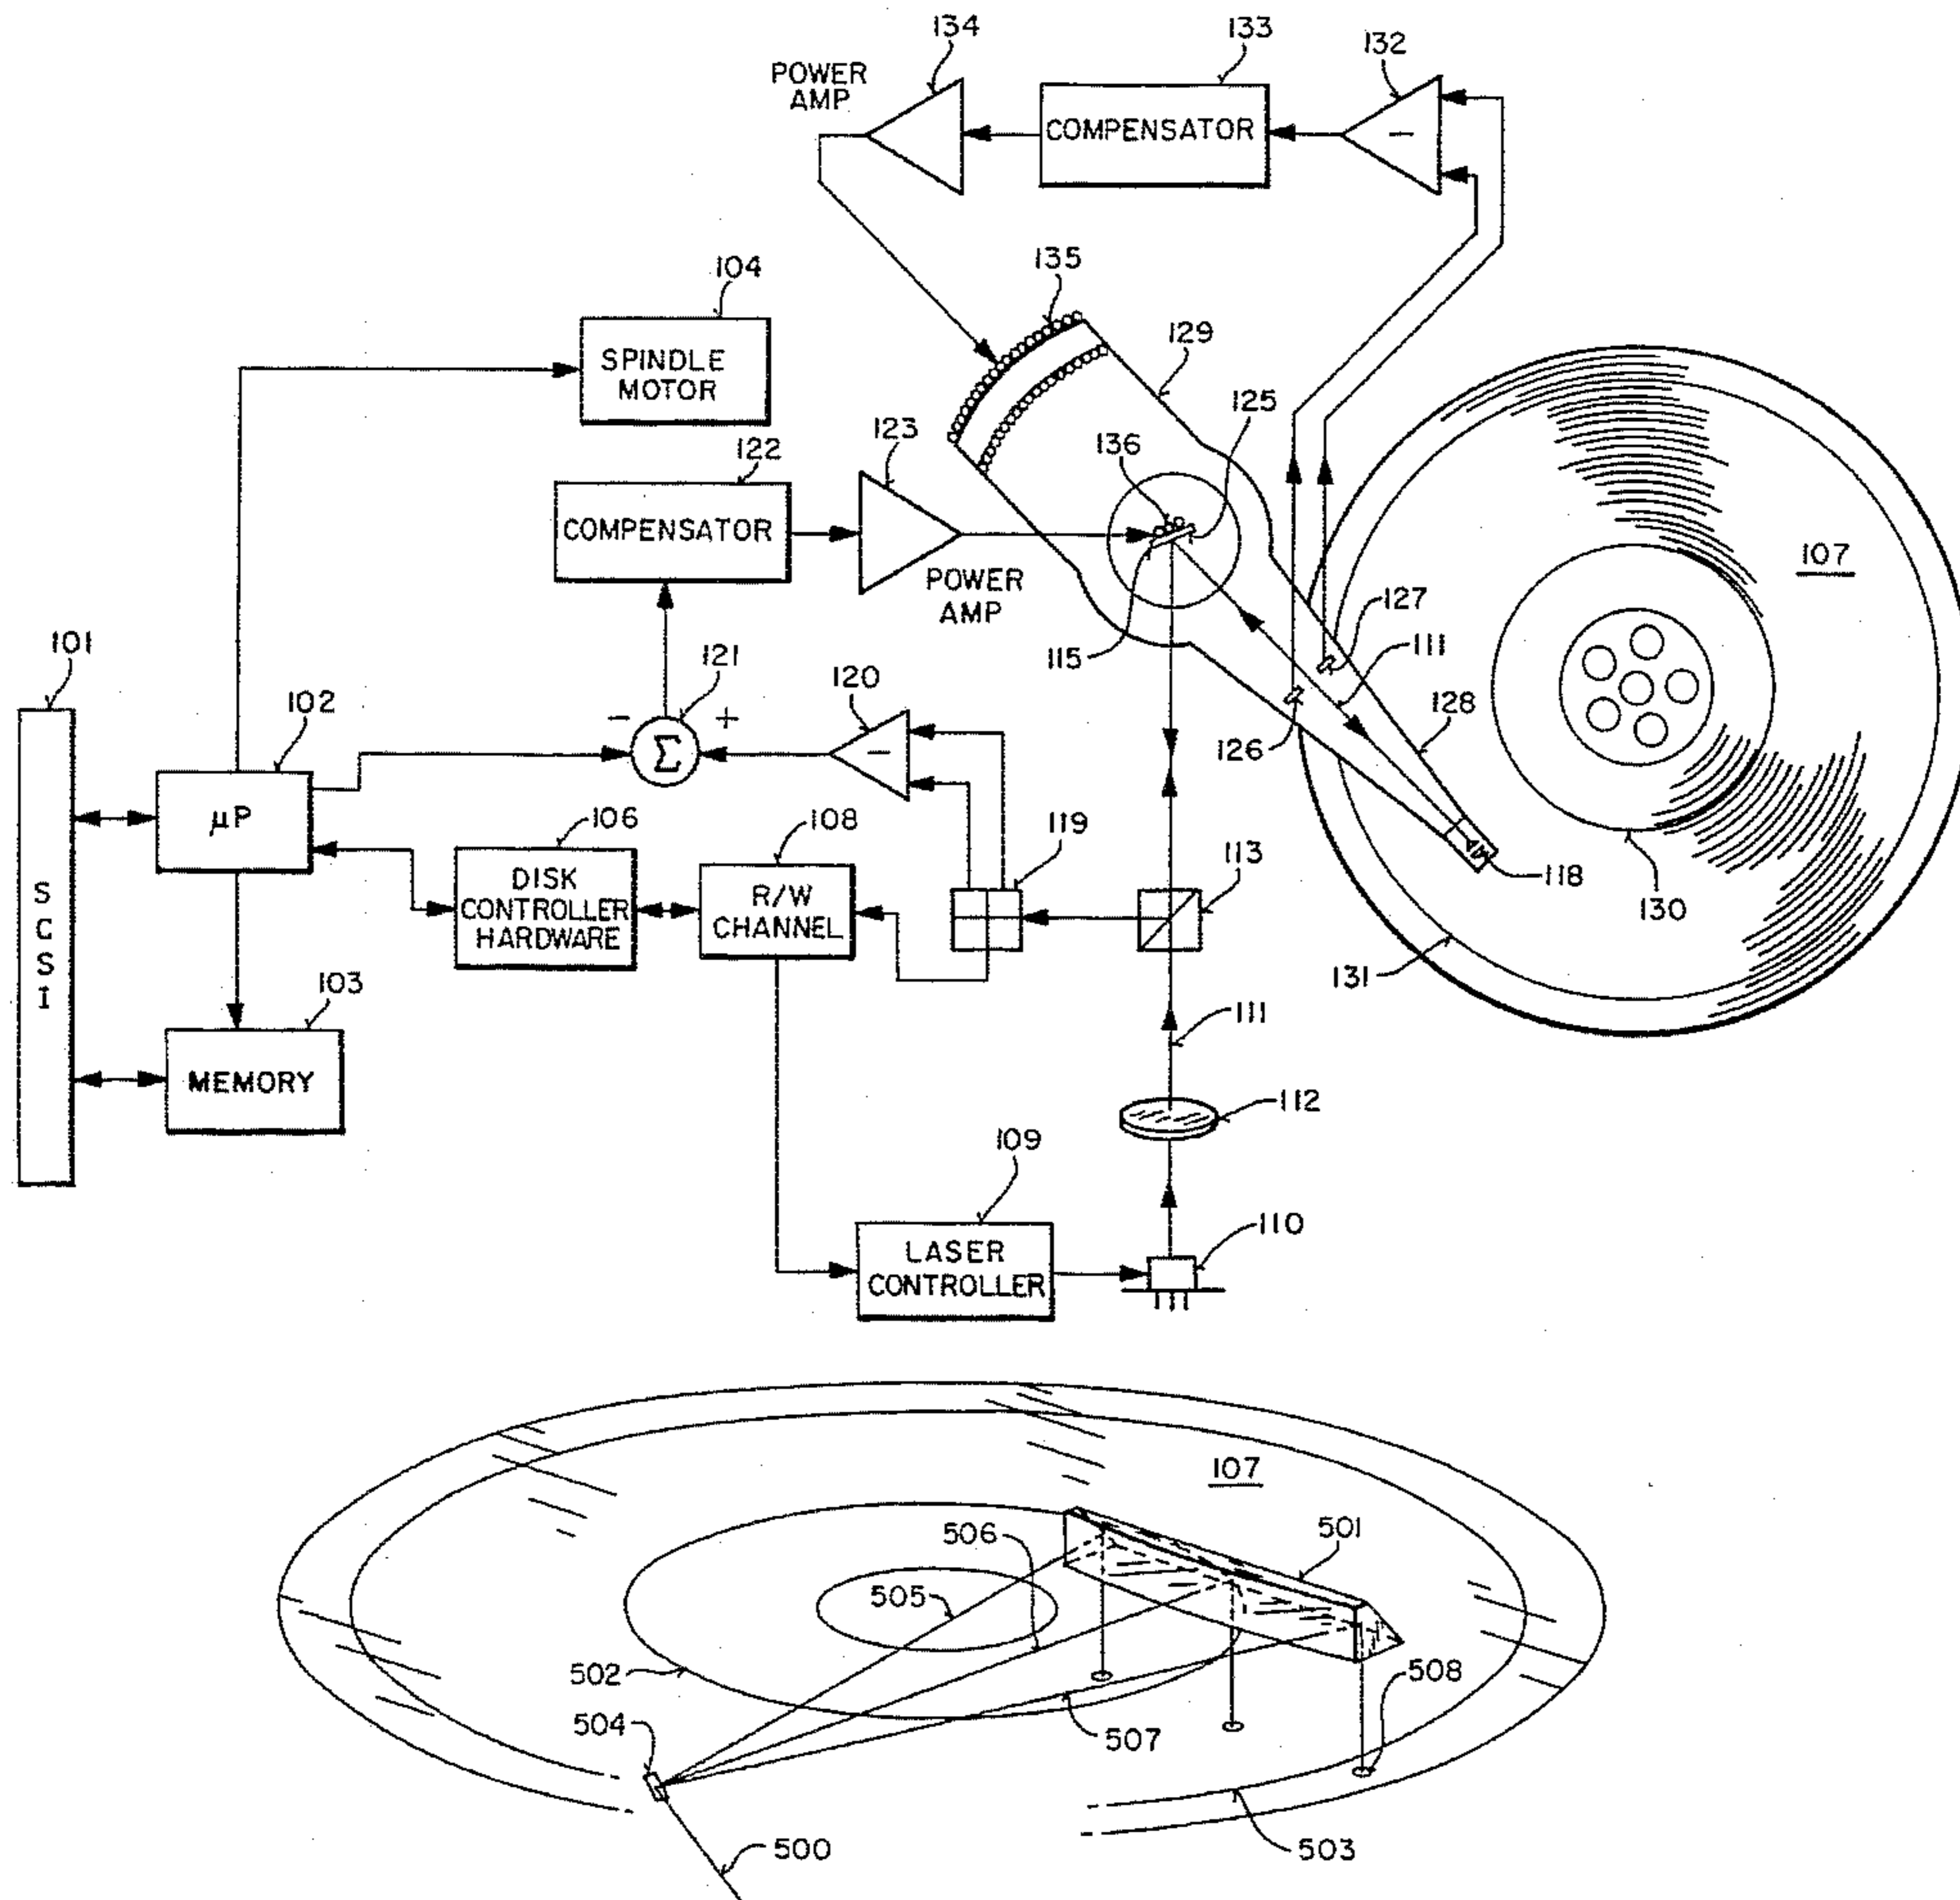 134
133
132
POWER
AMP
COMPENSATOR
−
135
104
129
SPINDLE
MOTOR
125
123
122
136
COMPENSATOR
107
POWER
AMP
127
101
121
115
111
120
102
− +
128
Σ
126
−
µP
106
108
119
113
118
S
C
S
I
DISK
CONTROLLER
HARDWARE
R/W
CHANNEL
130
131
103
111
MEMORY
112
109
110
LASER
CONTROLLER
107
506
501
505
502
508
504
507
500
503